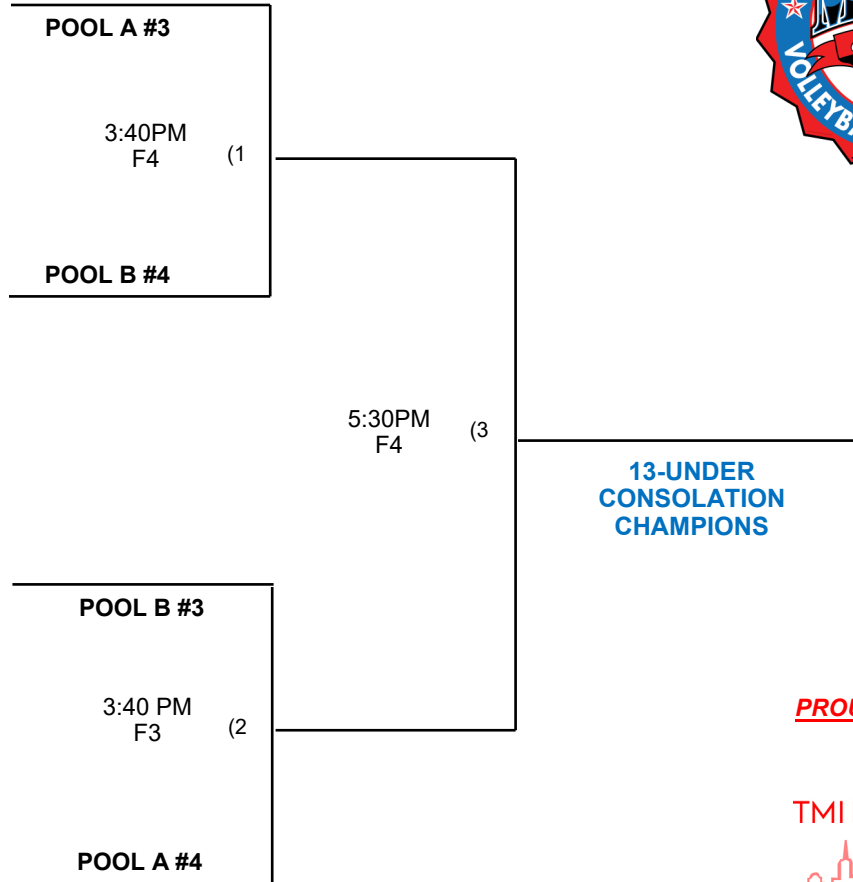 POOL A #3
3:40PM
F4 (1
POOL B #4
5:30PM
F4 (3
13-UNDER
CONSOLATION
CHAMPIONS
POOL B #3
3:40 PM
F3 (2
POOL A #4
TMI